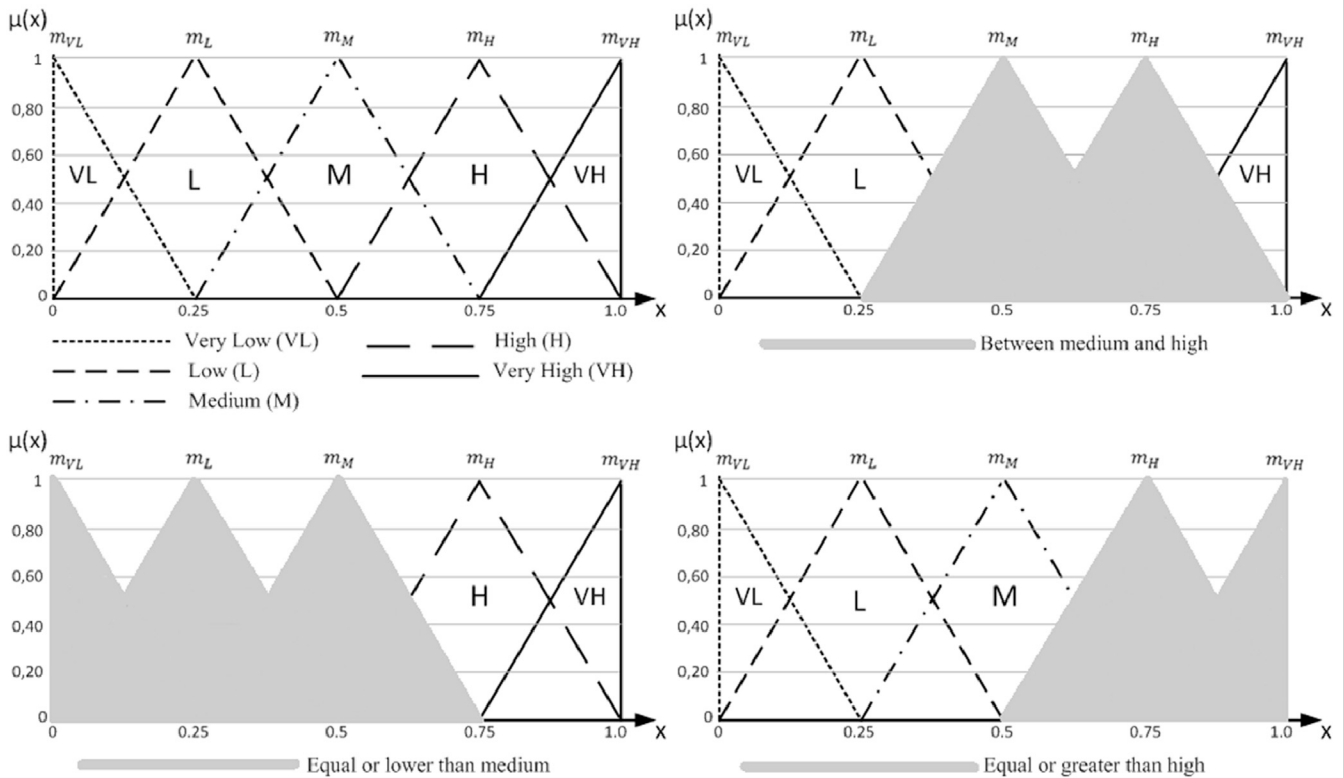 μ(x)
m_VL m_L m_M m_H m_VH
1
0,80
0,60
0,40
0,20
0
VL L M H VH
0.25 0.5 0.75 1.0 X
Very Low (VL) High (H)
Low (L) Very High (VH)
Medium (M)
μ(x)
m_VL m_L m_M m_H m_VH
1
0,80
0,60
0,40
0,20
0
VL L VH
0.25 0.5 0.75 1.0 X
Between medium and high
μ(x)
m_VL m_L m_M m_H m_VH
1
0,80
0,60
0,40
0,20
0
H VH
0 0.25 0.5 0.75 1.0 X
Equal or lower than medium
μ(x)
m_VL m_L m_M m_H m_VH
1
0,80
0,60
0,40
0,20
0
VL L M
0 0.25 0.5 0.75 1.0 X
Equal or greater than high